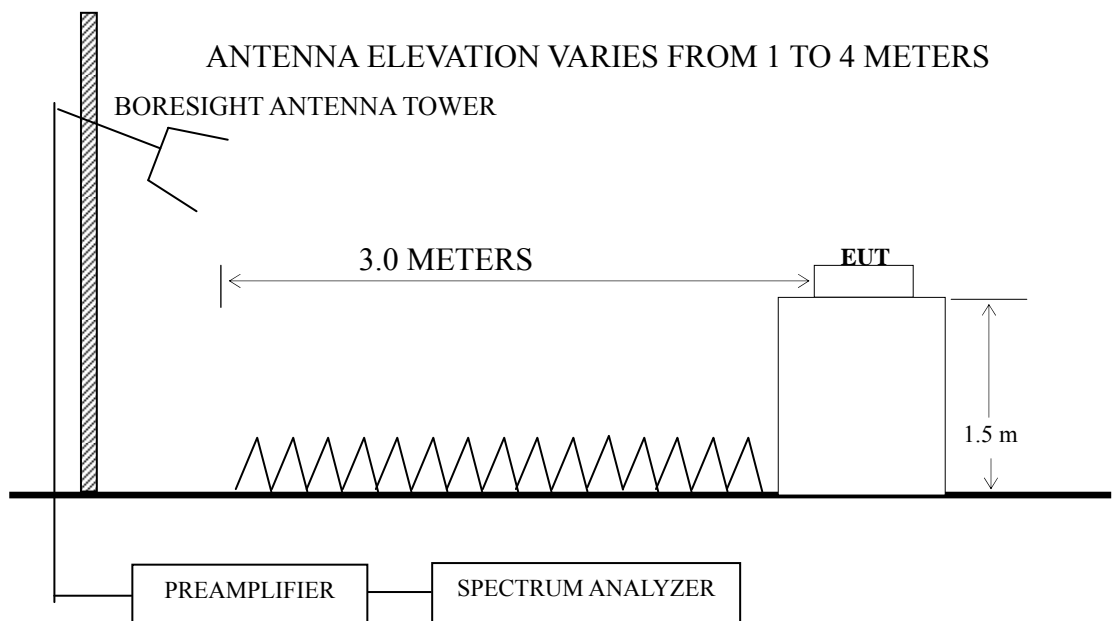 ANTENNA ELEVATION VARIES FROM 1 TO 4 METERS
BORESIGHT ANTENNA TOWER
3.0 METERS
EUT
1.5 m
PREAMPLIFIER
SPECTRUM ANALYZER